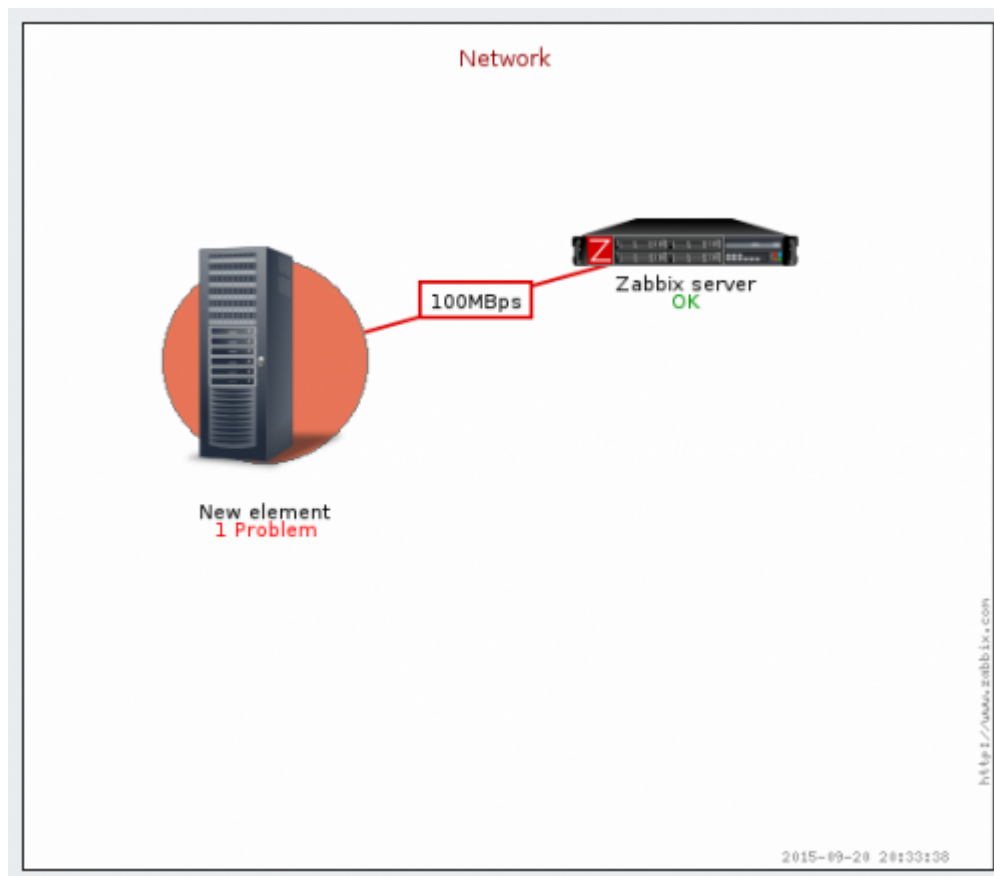 Network
Z
Zabbix server
OK
100MBps
New element
1 Problem
http://www.zabbix.com
2015-09-20 20:33:38